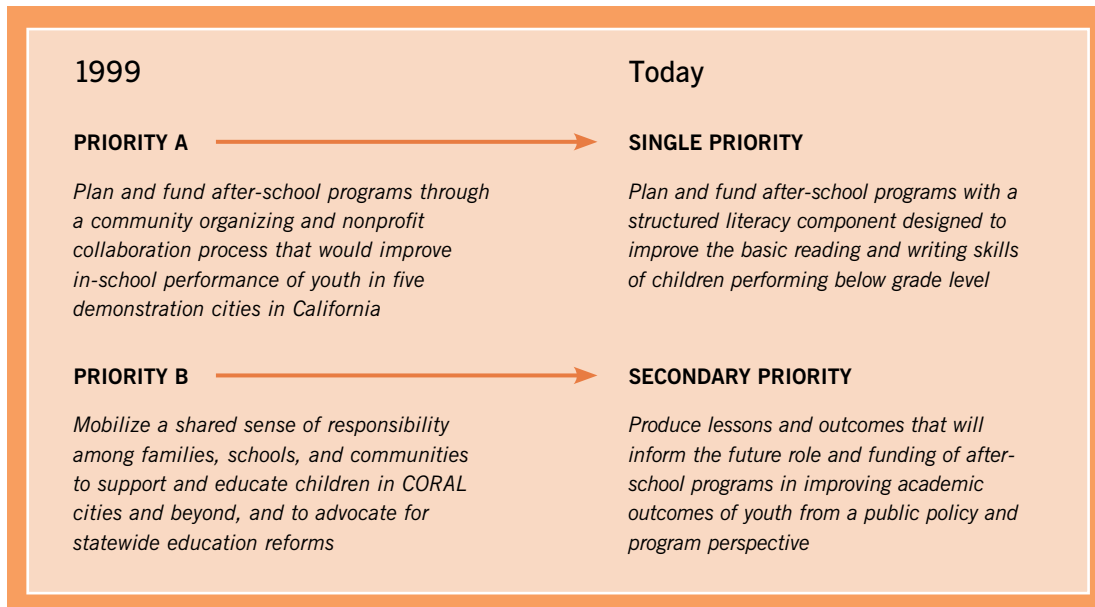 1999
Today
PRIORITY A
SINGLE PRIORITY
Plan and fund after-school programs through
a community organizing and nonprofit
collaboration process that would improve
in-school performance of youth in five
demonstration cities in California
Plan and fund after-school programs with a
structured literacy component designed to
improve the basic reading and writing skills
of children performing below grade level
PRIORITY B
SECONDARY PRIORITY
Mobilize a shared sense of responsibility
among families, schools, and communities
to support and educate children in CORAL
cities and beyond, and to advocate for
statewide education reforms
Produce lessons and outcomes that will
inform the future role and funding of after-
school programs in improving academic
outcomes of youth from a public policy and
program perspective